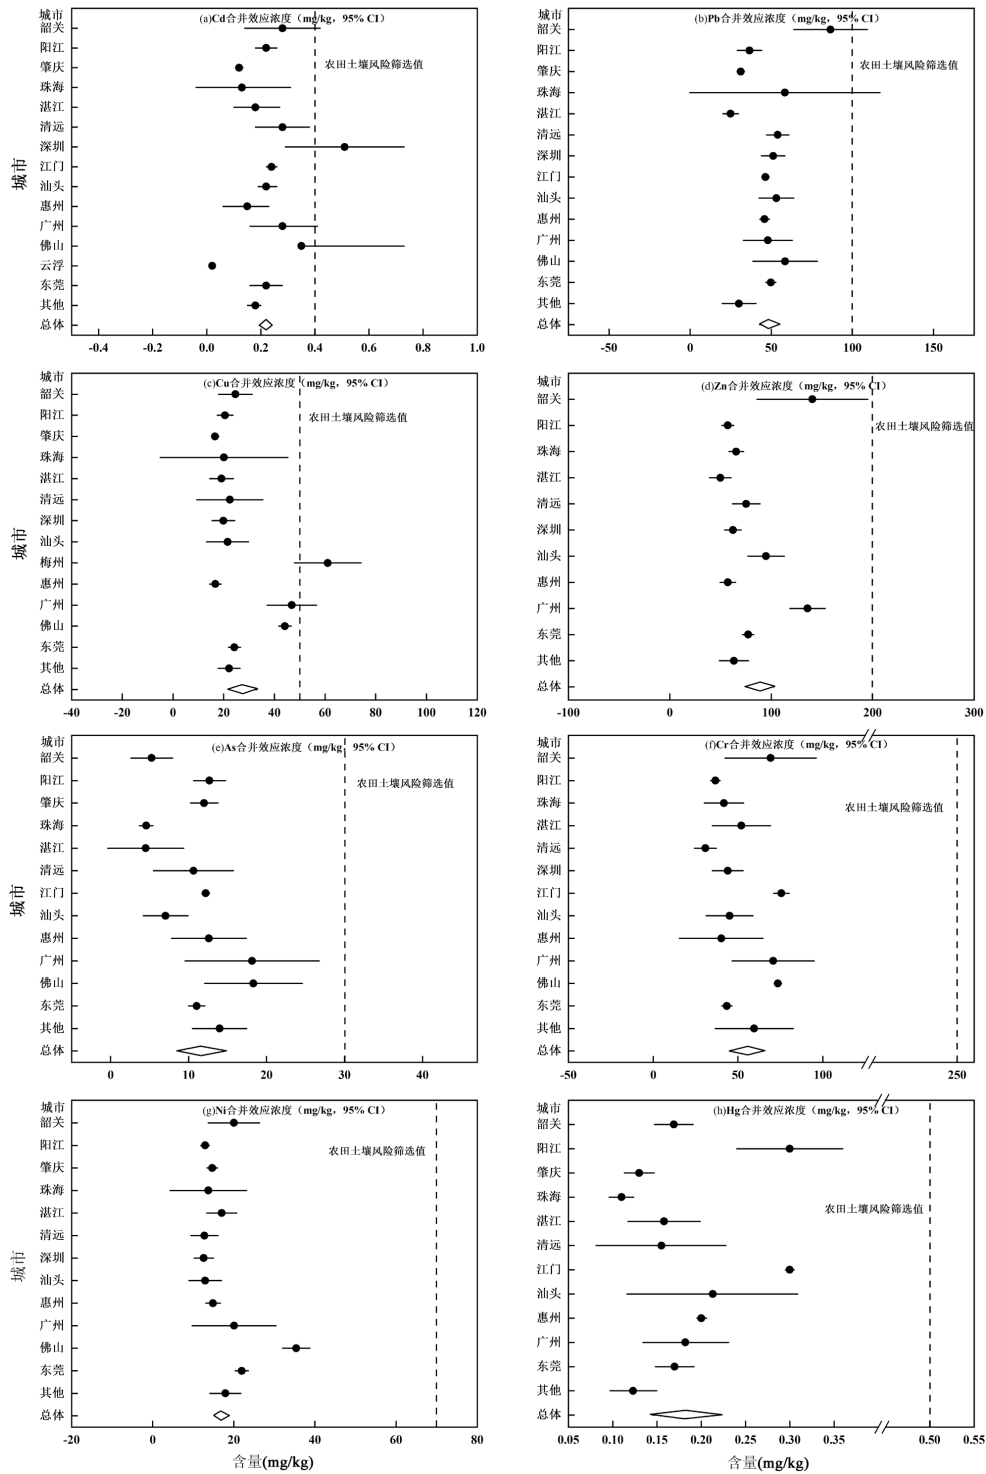 城市
(a)Cd合并效应浓度（mg/kg, 95% CI）
韶关
阳江
农田土壤风险筛选值
肇庆
珠海
湛江
清远
深圳
江门
汕头
惠州
广州
佛山
云浮
东莞
其他
总体
城市
-0.4 -0.2 0.0 0.2 0.4 0.6 0.8 1.0
城市
(b)Pb合并效应浓度（mg/kg, 95% CI）
韶关
阳江
农田土壤风险筛选值
肇庆
珠海
湛江
清远
深圳
江门
汕头
惠州
广州
佛山
东莞
其他
总体
-50 0 50 100 150
城市
(c)Cu合并效应浓度（mg/kg, 95% CI）
韶关
阳江
农田土壤风险筛选值
肇庆
珠海
湛江
清远
深圳
汕头
梅州
惠州
广州
佛山
东莞
其他
总体
城市
-40 -20 0 20 40 60 80 100 120
城市
(d)Zn合并效应浓度（mg/kg, 95% CI）
韶关
阳江
农田土壤风险筛选值
珠海
湛江
清远
深圳
汕头
惠州
广州
东莞
其他
总体
-100 0 100 200 300
城市
(e)As合并效应浓度（mg/kg, 95% CI）
韶关
阳江
农田土壤风险筛选值
肇庆
珠海
湛江
清远
江门
汕头
惠州
广州
佛山
东莞
其他
总体
城市
0 10 20 30 40
城市
(f)Cr合并效应浓度（mg/kg, 95% CI）
韶关
阳江
珠海
农田土壤风险筛选值
湛江
清远
深圳
江门
汕头
惠州
广州
佛山
东莞
其他
总体
-50 0 50 100 250
城市
(g)Ni合并效应浓度（mg/kg, 95% CI）
韶关
阳江
农田土壤风险筛选值
肇庆
珠海
湛江
清远
深圳
汕头
惠州
广州
佛山
东莞
其他
总体
城市
-20 0 20 40 60 80
含量(mg/kg)
城市
(h)Hg合并效应浓度（mg/kg, 95% CI）
韶关
阳江
肇庆
珠海
农田土壤风险筛选值
湛江
清远
江门
汕头
惠州
广州
东莞
其他
总体
0.05 0.10 0.15 0.20 0.25 0.30 0.35 0.50 0.55
含量(mg/kg)